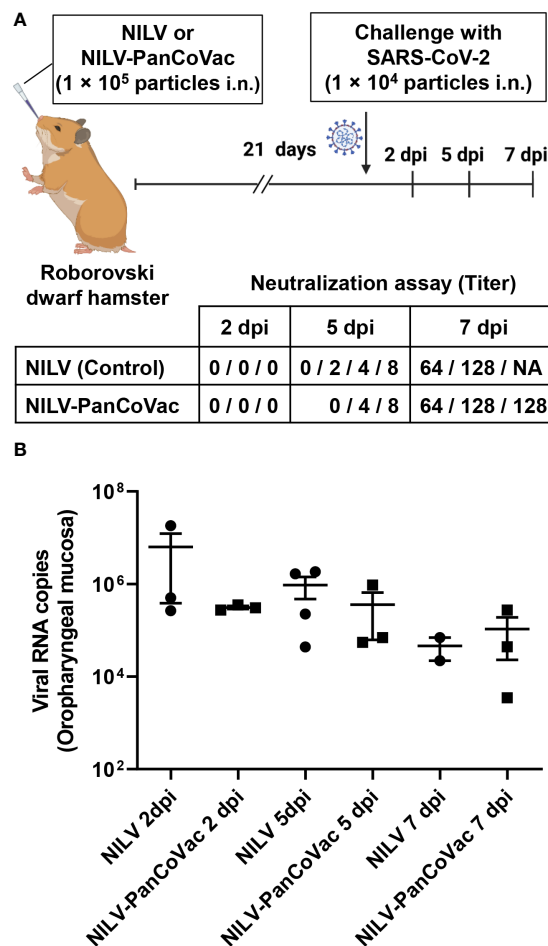 A
NILV or
NILV-PanCoVac
(1 × 10⁵ particles i.n.)
Challenge with
SARS-CoV-2
(1 × 10⁴ particles i.n.)
21 days
2 dpi 5 dpi 7 dpi
Roborovski
dwarf hamster
Neutralization assay (Titer)
2 dpi 5 dpi 7 dpi
NILV (Control) 0 / 0 / 0 0 / 2 / 4 / 8 64 / 128 / NA
NILV-PanCoVac 0 / 0 / 0 0 / 4 / 8 64 / 128 / 128
B
Viral RNA copies
(Oropharyngeal mucosa)
10⁸
10⁶
10⁴
10²
NILV 2dpi
NILV-PanCoVac 2 dpi
NILV 5dpi
NILV-PanCoVac 5 dpi
NILV 7 dpi
NILV-PanCoVac 7 dpi